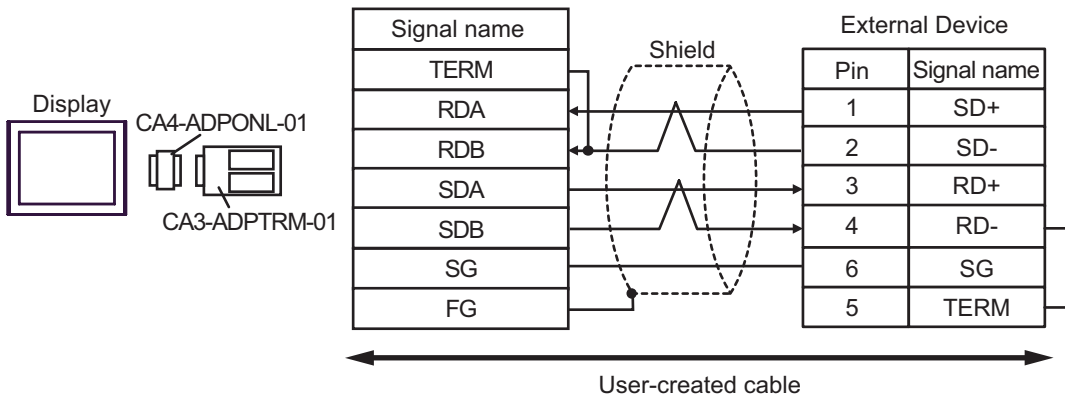 Display
CA4-ADPONL-01
CA3-ADPTRM-01
Signal name
TERM
RDA
RDB
SDA
SDB
SG
FG
Shield
External Device
Pin Signal name
1 SD+
2 SD-
3 RD+
4 RD-
6 SG
5 TERM
User-created cable